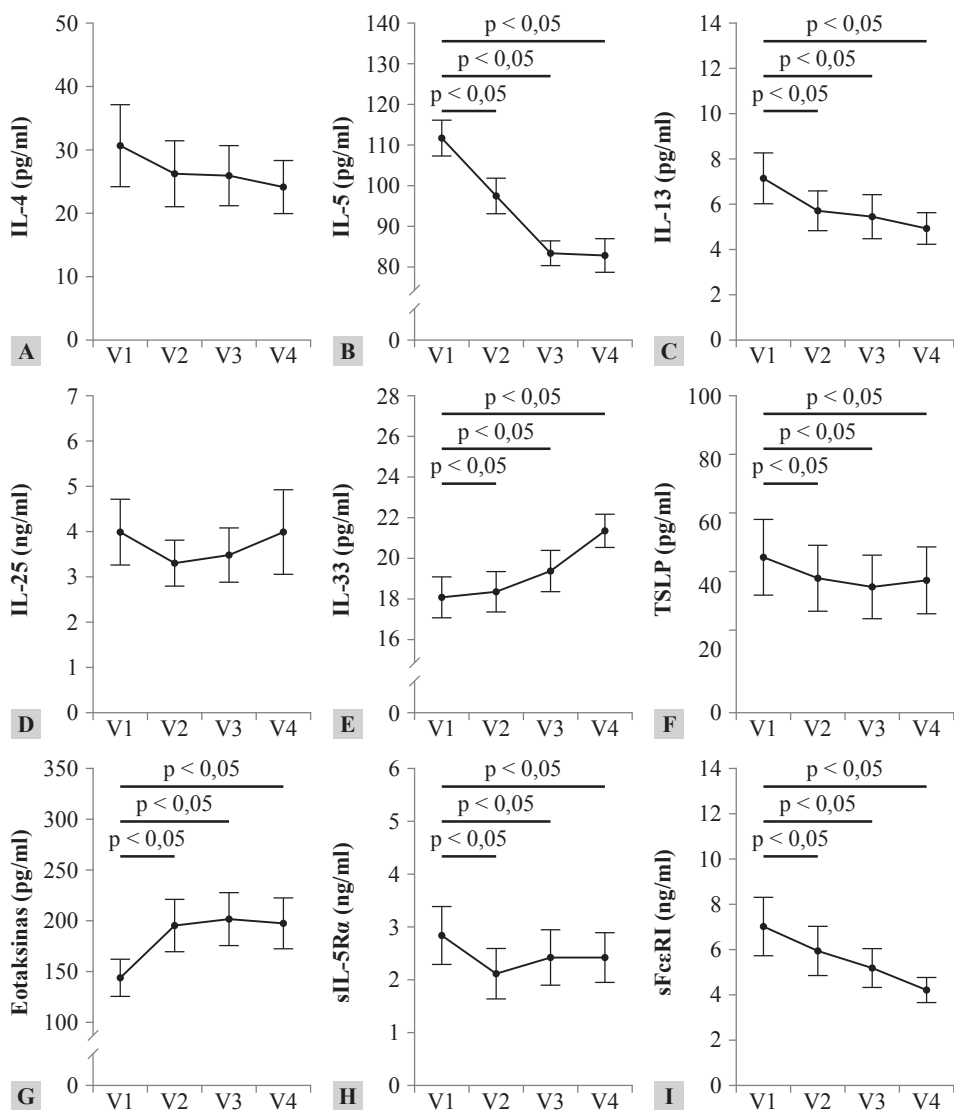 IL-4 (pg/ml)
50
40
30
20
10
0
V1 V2 V3 V4
A
IL-5 (pg/ml)
140
130
120
110
100
90
80
0
p < 0,05
p < 0,05
p < 0,05
V1 V2 V3 V4
B
IL-13 (pg/ml)
14
12
10
8
6
4
2
0
p < 0,05
p < 0,05
p < 0,05
V1 V2 V3 V4
C
IL-25 (ng/ml)
7
6
5
4
3
2
1
0
V1 V2 V3 V4
D
IL-33 (pg/ml)
28
26
24
22
20
18
16
0
p < 0,05
p < 0,05
p < 0,05
V1 V2 V3 V4
E
TSLP (pg/ml)
100
80
60
40
20
0
p < 0,05
p < 0,05
p < 0,05
V1 V2 V3 V4
F
Eotaksinas (pg/ml)
350
300
250
200
150
100
0
p < 0,05
p < 0,05
p < 0,05
V1 V2 V3 V4
G
sIL-5Rα (ng/ml)
6
5
4
3
2
1
0
p < 0,05
p < 0,05
p < 0,05
V1 V2 V3 V4
H
sFcεRI (ng/ml)
14
12
10
8
6
4
2
0
p < 0,05
p < 0,05
p < 0,05
V1 V2 V3 V4
I